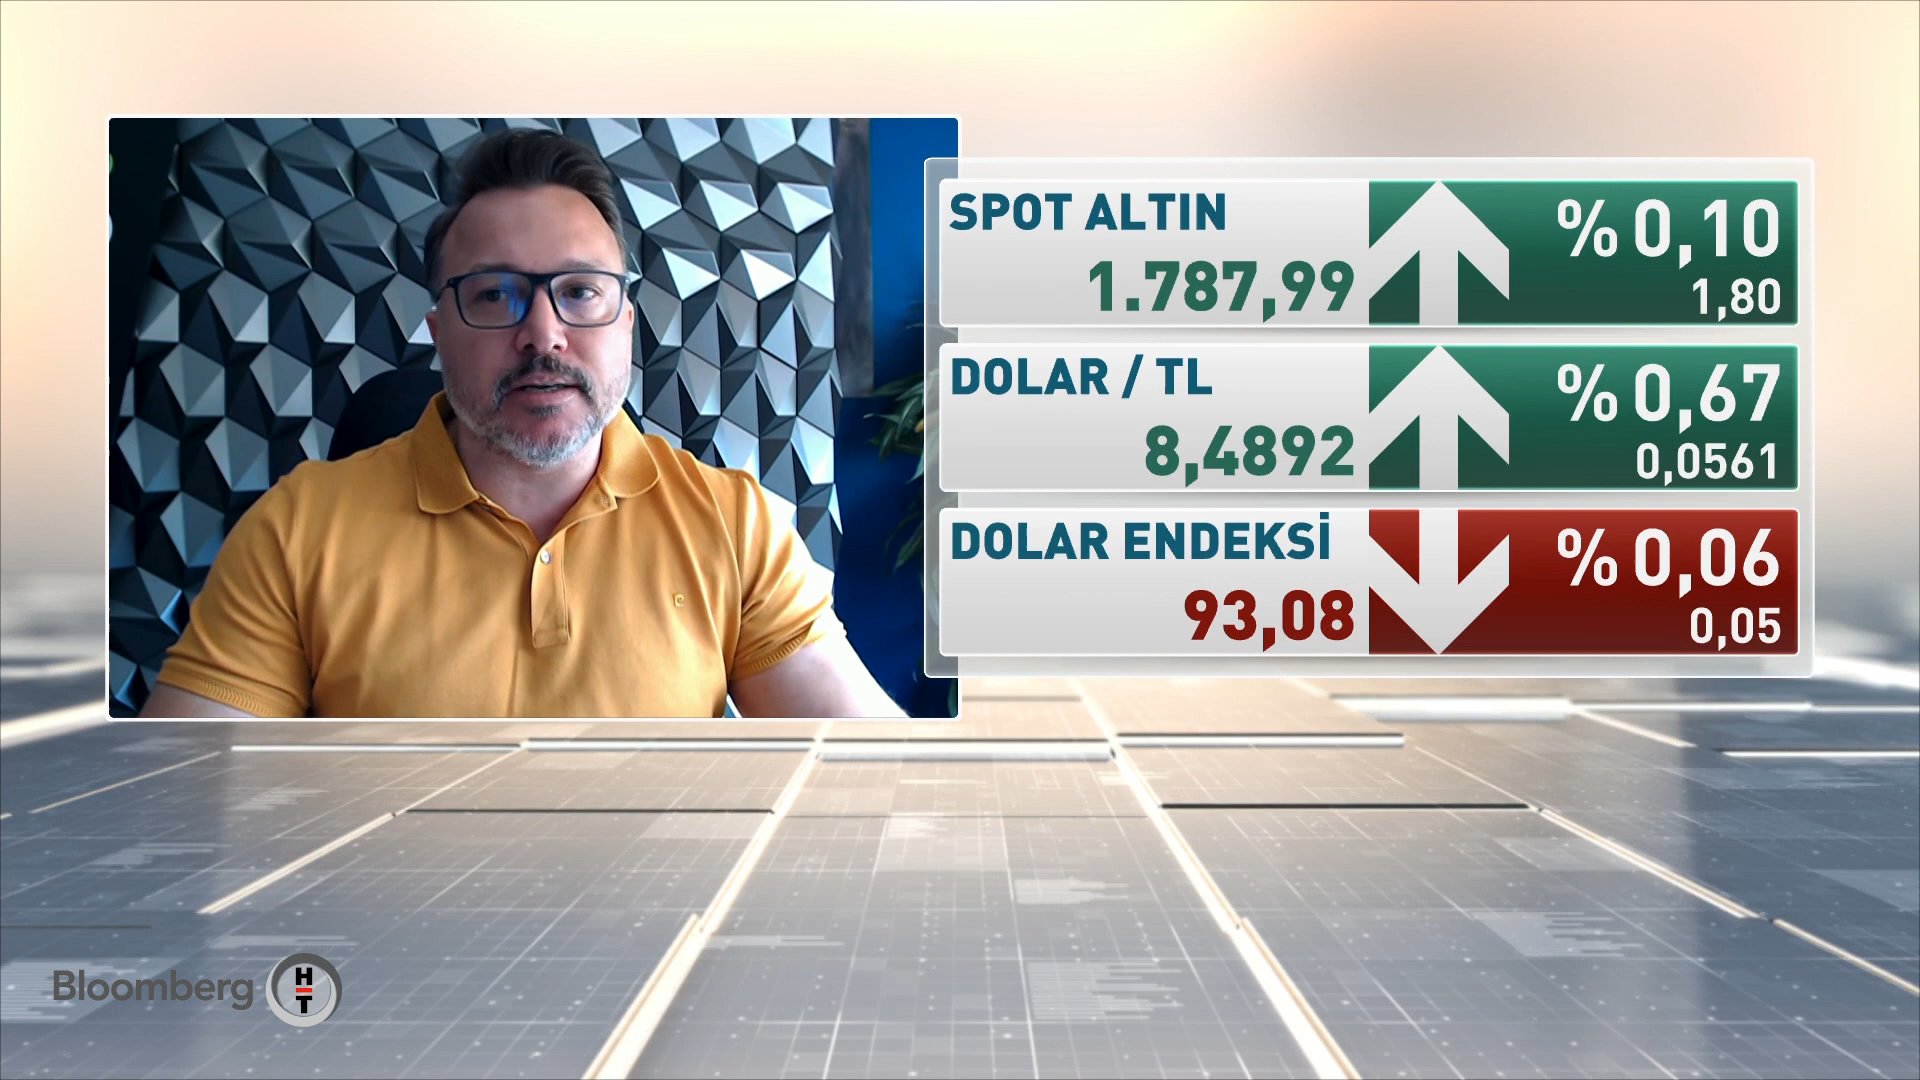 SPOT ALTIN
1.787,99
% 0,10
1,80
DOLAR / TL
8,4892
% 0,67
0,0561
DOLAR ENDEKSİ
93,08
% 0,06
0,05
Bloomberg HT